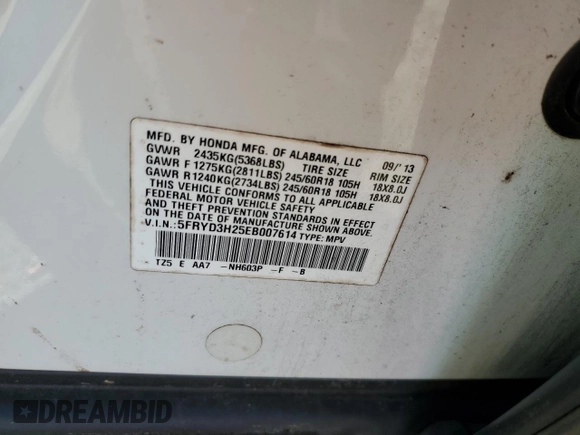 MFD. BY HONDA MFG. OF ALABAMA, LLC 09/'13
GVWR 2435KG(5368LBS) TIRE SIZE RIM SIZE
GAWR F 1275KG(2811LBS) 245/60R18 105H 18X8.0J
GAWR R 1240KG(2734LBS) 245/60R18 105H 18X8.0J
THIS VEHICLE CONFORMS TO ALL APPLICABLE
FEDERAL MOTOR VEHICLE SAFETY
THEFT PREVENTION STANDARDS IN EFFECT
ON THE DATE OF MANUFACTURE SHOWN ABOVE.
V.I.N.:5FRYD3H25EB007614 TYPE: MPV
TZ5 E AA7 -NH603P -F -B
DREAMBID